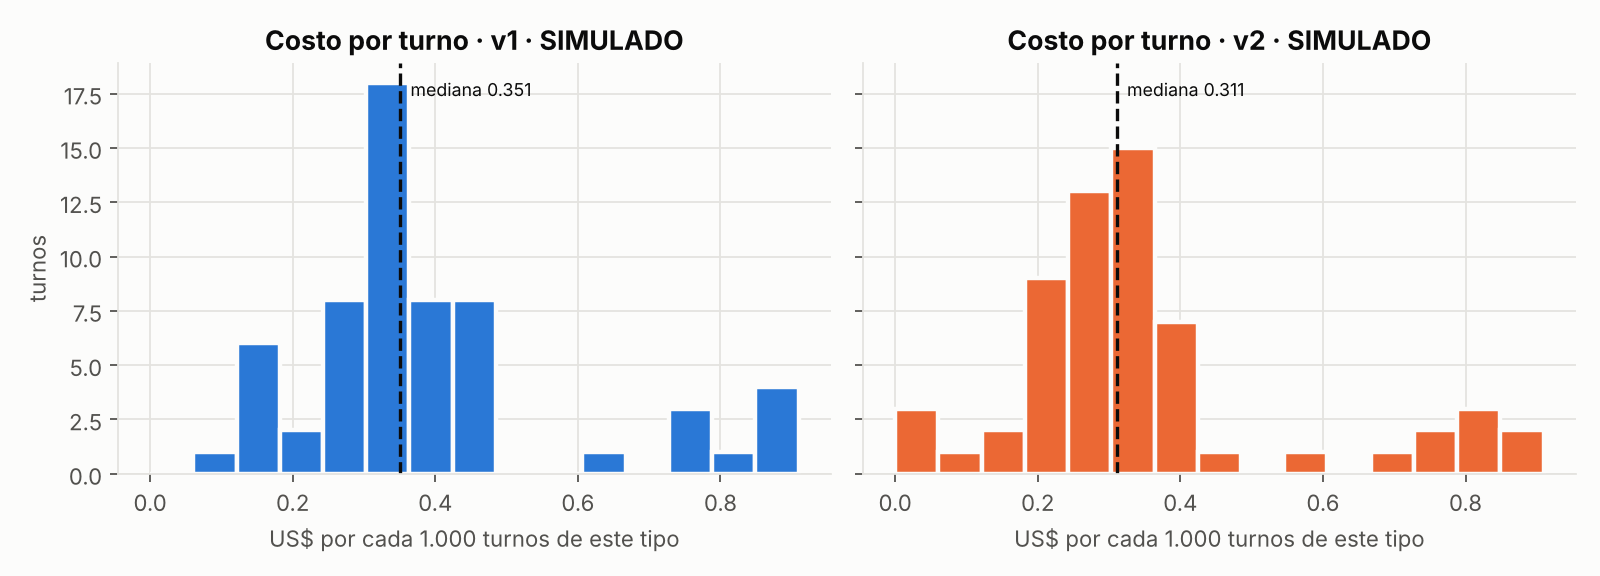 Costo por turno · v1 · SIMULADO
mediana 0.351
17.5
15.0
12.5
10.0
7.5
5.0
2.5
0.0
turnos
0.0 0.2 0.4 0.6 0.8
US$ por cada 1.000 turnos de este tipo
Costo por turno · v2 · SIMULADO
mediana 0.311
0.0 0.2 0.4 0.6 0.8
US$ por cada 1.000 turnos de este tipo